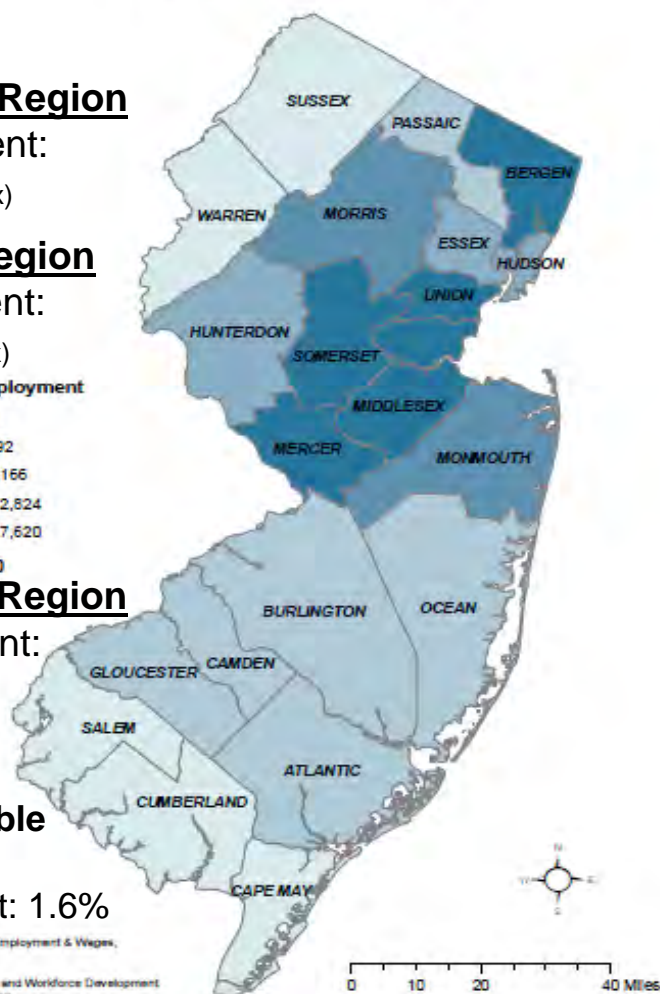 Region
ent:
x)
egion
ent:
x)
ployment
92
166
2,824
7,620
0
Region
nt:
ble
t: 1.6%
mployment & Wages,
and Workforce Development
SUSSEX
PASSAIC
BERGEN
WARREN
MORRIS
ESSEX
HUDSON
UNION
HUNTERDON
SOMERSET
MIDDLESEX
MERCER
MONMOUTH
BURLINGTON
OCEAN
CAMDEN
GLOUCESTER
SALEM
ATLANTIC
CUMBERLAND
CAPE MAY
N
W E
S
0 10 20 40 Miles